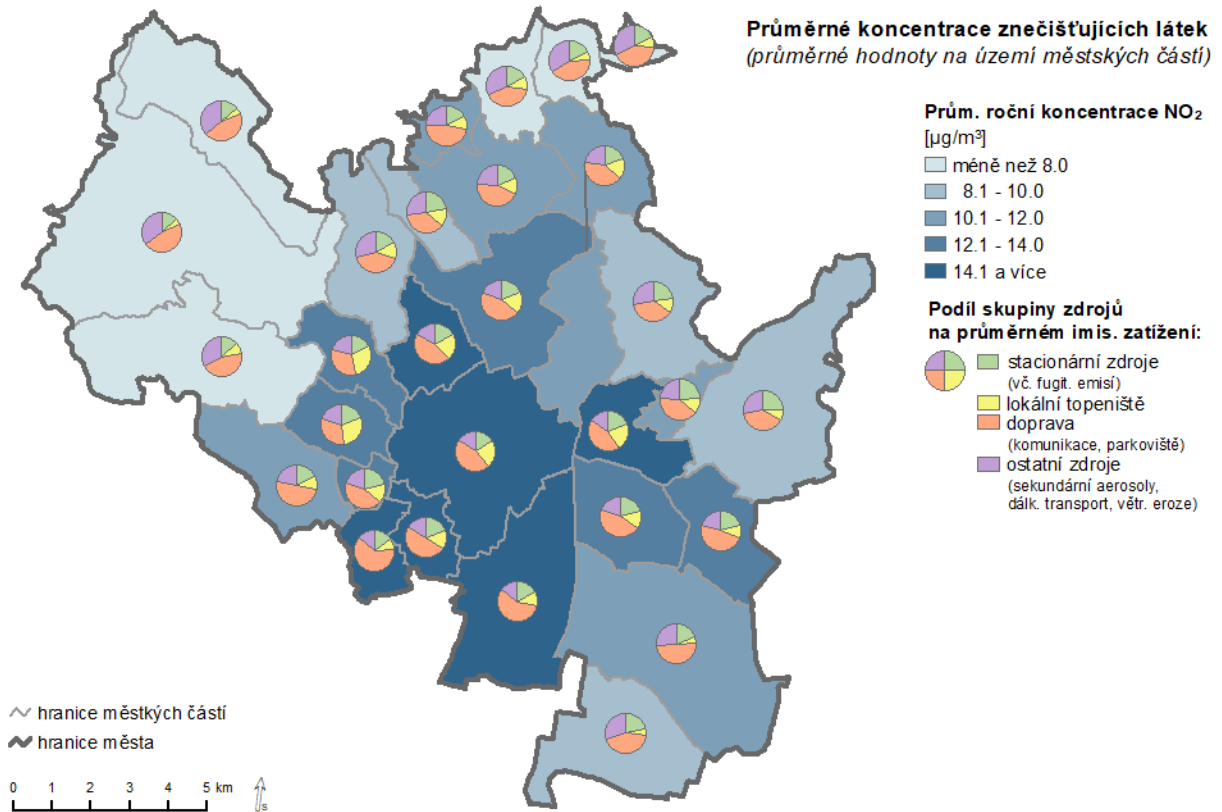 Průměrné koncentrace znečišťujících látek
(průměrné hodnoty na území městských částí)
Prům. roční koncentrace NO₂
[µg/m³]
méně než 8.0
8.1 - 10.0
10.1 - 12.0
12.1 - 14.0
14.1 a více
Podíl skupiny zdrojů
na průměrném imis. zatížení:
stacionární zdroje
(vč. fugit. emisí)
lokální topeniště
doprava
(komunikace, parkoviště)
ostatní zdroje
(sekundární aerosoly,
dálk. transport, větr. eroze)
hranice městkých částí
hranice města
0 1 2 3 4 5 km
s